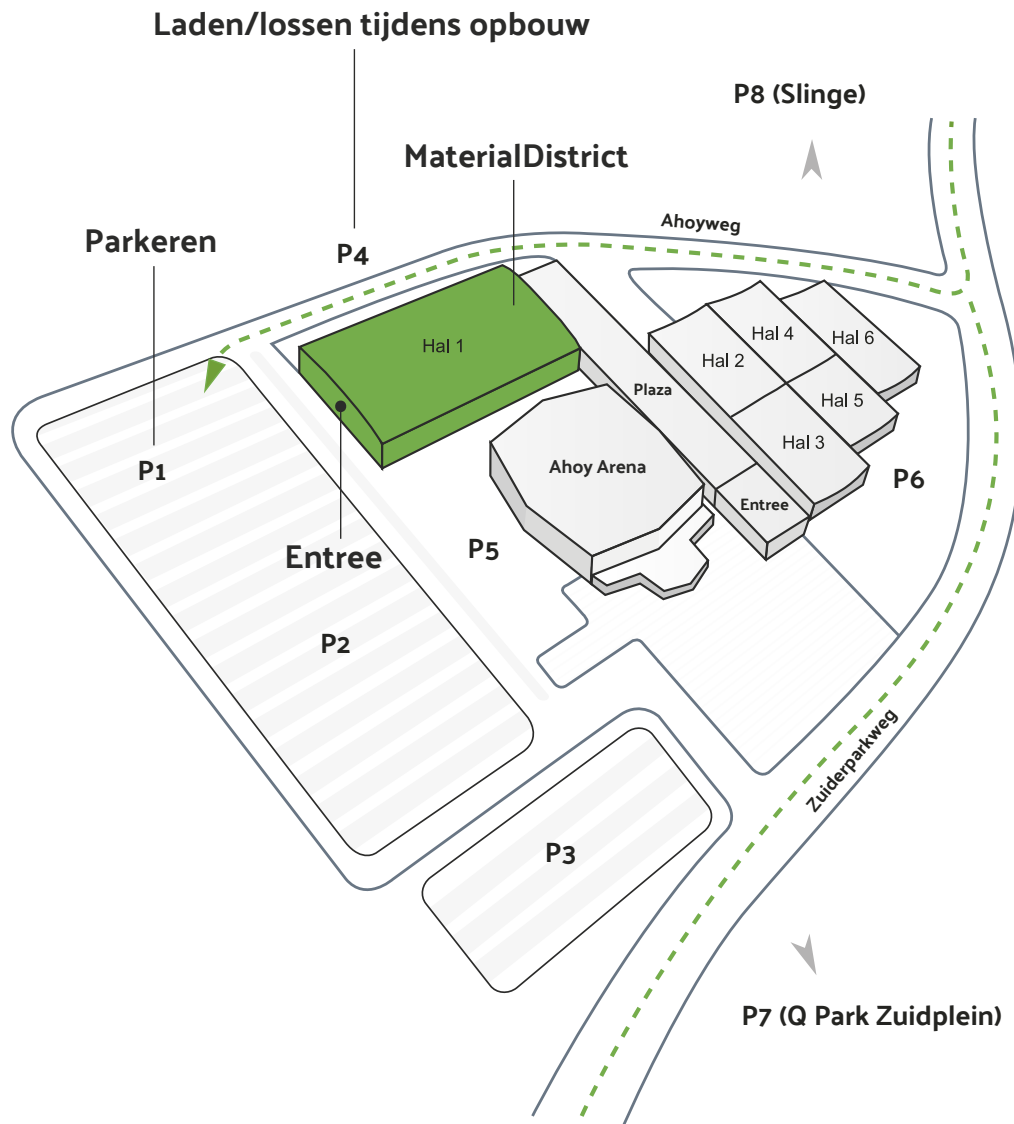 Laden/lossen tijdens opbouw
P8 (Slinge)
MaterialDistrict
Ahoyweg
Parkeren
P4
Hal 1
Hal 4
Hal 6
Hal 2
Plaza
Hal 5
Hal 3
Ahoy Arena
P1
P6
Entree
Entree
P5
P2
Zuiderparkweg
P3
P7 (Q Park Zuidplein)